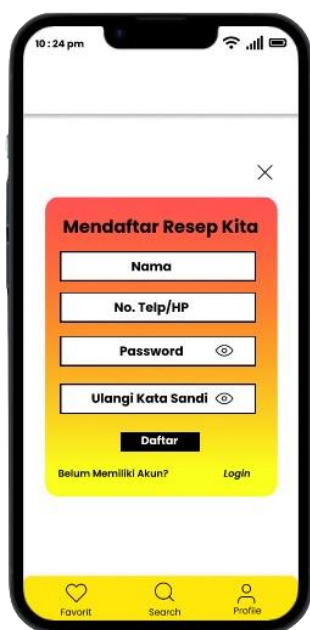 10 : 24 pm
Mendaftar Resep Kita
Nama
No. Telp/HP
Password
Ulangi Kata Sandi
Daftar
Belum Memiliki Akun? Login
Favorit Search Profile